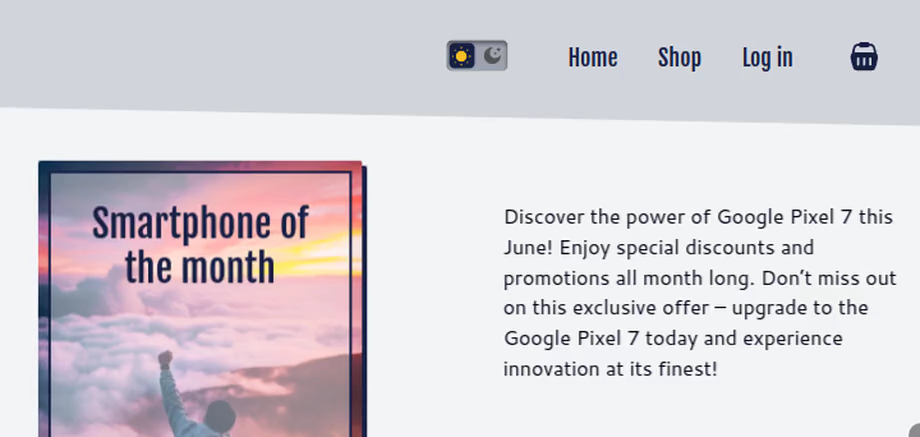 Home Shop Log in
Smartphone of
the month
Discover the power of Google Pixel 7 this
June! Enjoy special discounts and
promotions all month long. Don’t miss out
on this exclusive offer – upgrade to the
Google Pixel 7 today and experience
innovation at its finest!